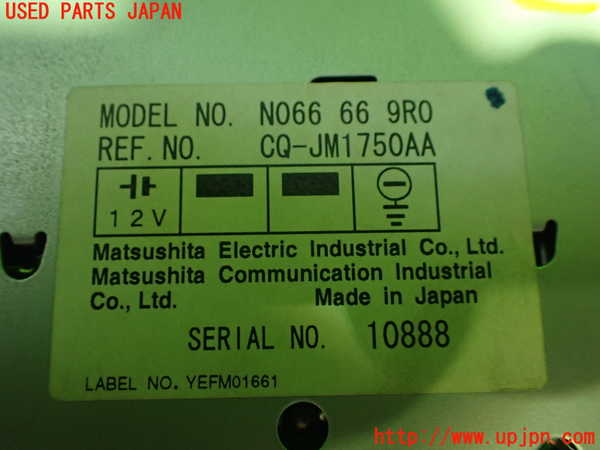 USED PARTS JAPAN
MODEL NO. N066 66 9R0
REF. NO. CQ-JM1750AA
12V
Matsushita Electric Industrial Co., Ltd.
Matsushita Communication Industrial
Co., Ltd. Made in Japan
SERIAL NO. 10888
LABEL NO. YEFM01661
http://www.upjpn.com/